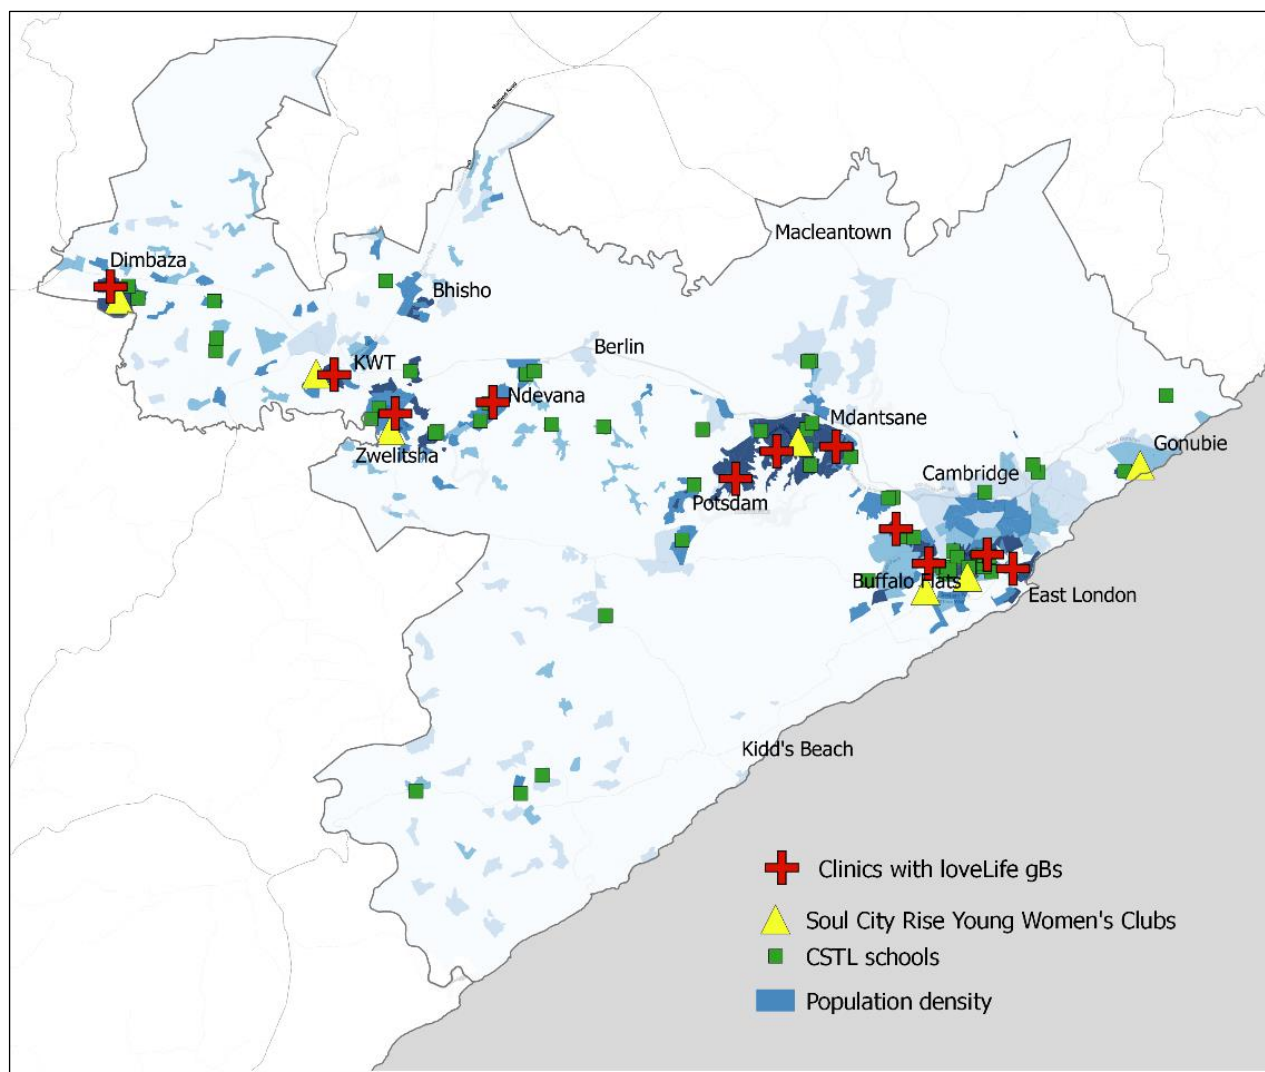 Macleantown
Dimbaza
Bhisho
Berlin
KWT
Ndevana
Mdantsane
Gonubie
Zwelitsha
Cambridge
Potsdam
Buffalo Flats
East London
Kidd's Beach
Clinics with loveLife gBs
Soul City Rise Young Women's Clubs
CSTL schools
Population density